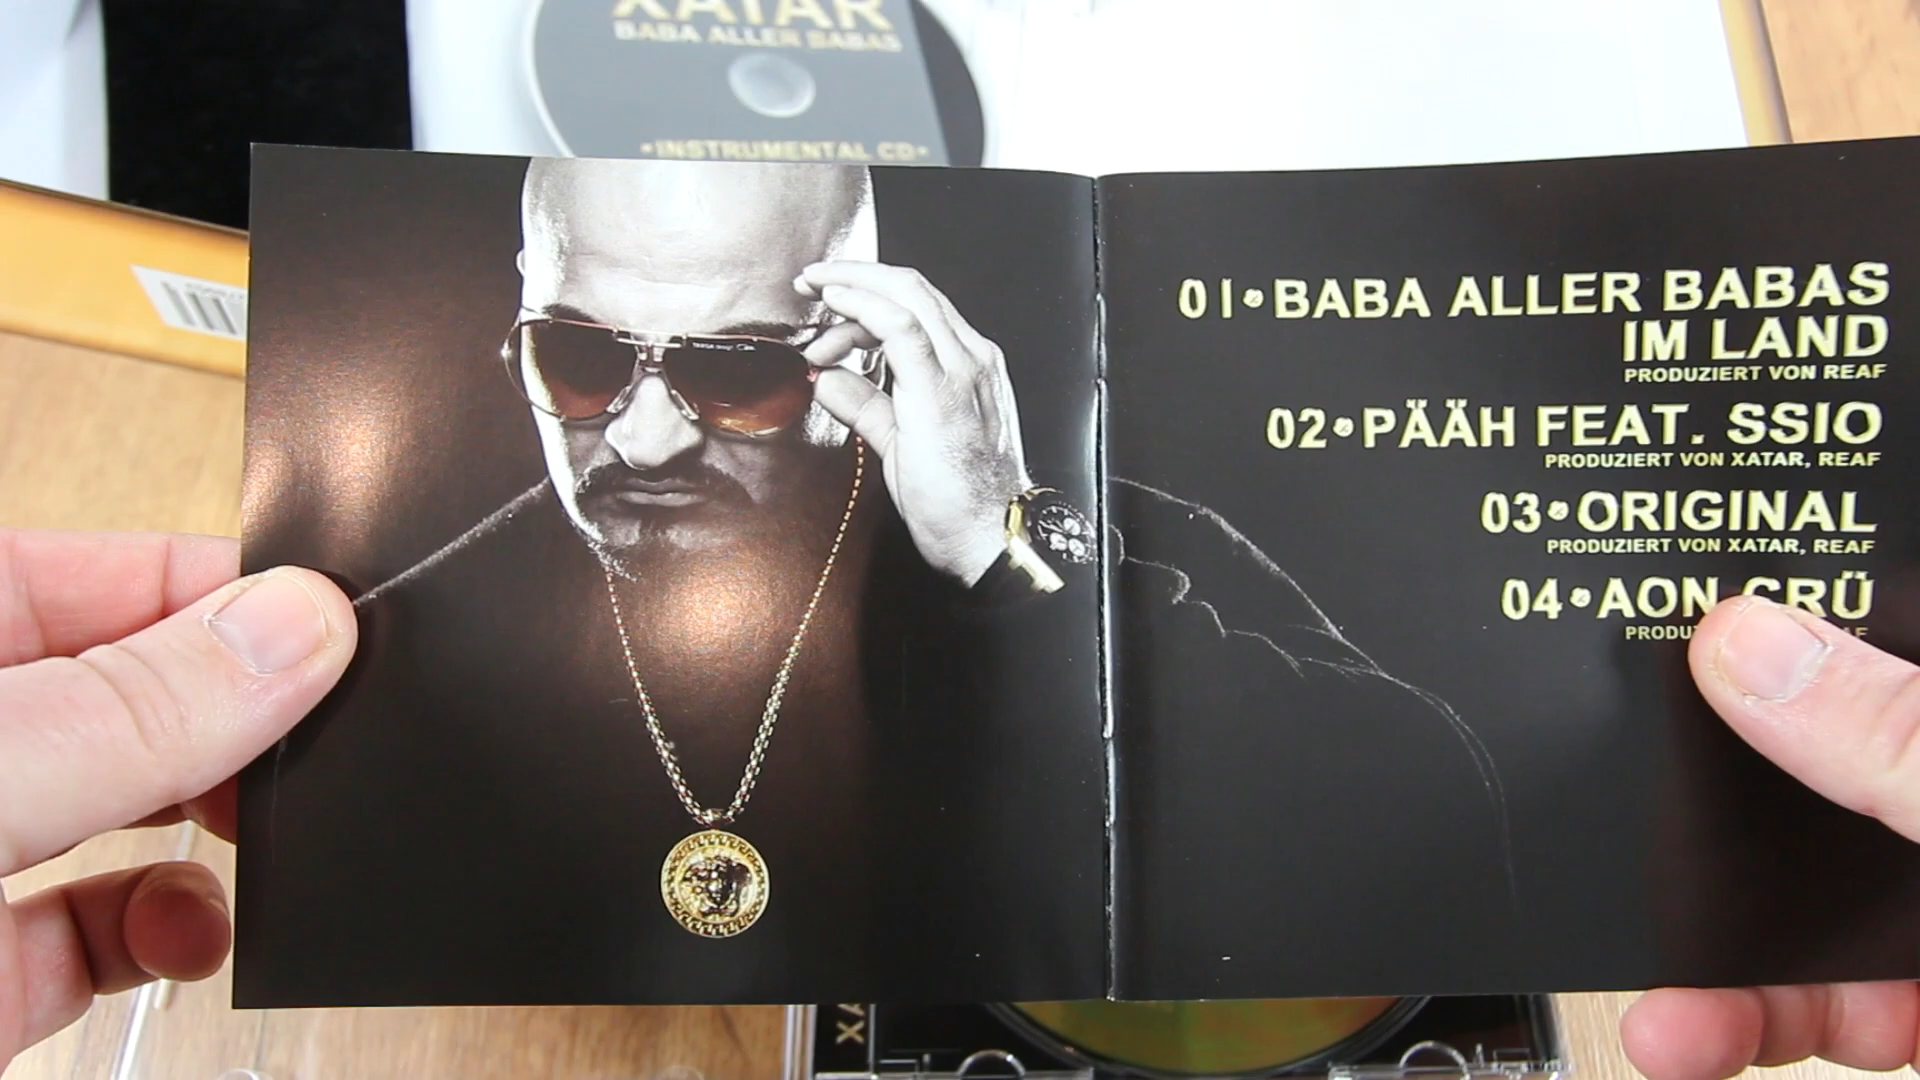 XATAR
BABA ALLER BABAS
•INSTRUMENTAL CD•
01•BABA ALLER BABAS
IM LAND
PRODUZIERT VON REAF
02•PÄÄH FEAT. SSIO
PRODUZIERT VON XATAR, REAF
03•ORIGINAL
PRODUZIERT VON XATAR, REAF
04•AON CRÜ
XA